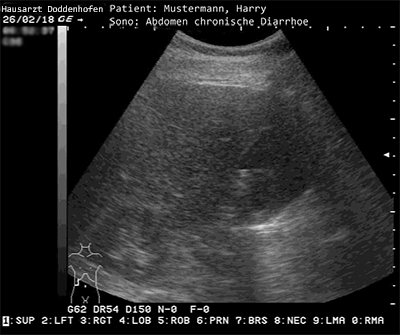 Hausarzt Doddenhofen Patient: Mustermann, Harry
26/02/18 GE → Sono: Abdomen chronische Diarrhoe
G62 DR54 D150 N-0 F-0
1:SUP 2:LFT 3:RGT 4:LOB 5:ROB 6:PRN 7:BRS 8:NEC 9:LMA 0:RMA